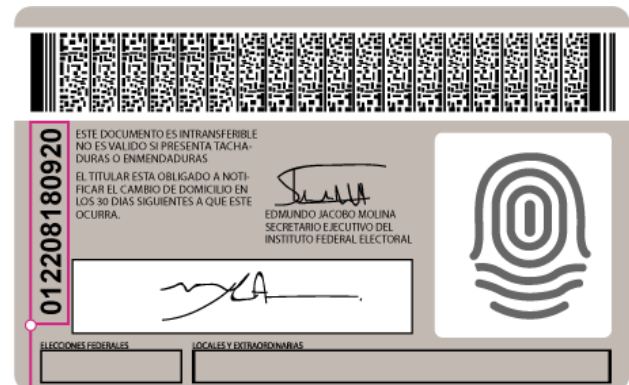 012208180920
ESTE DOCUMENTO ES INTRANSFERIBLE
NO ES VALIDO SI PRESENTA TACHA-
DURAS O ENMENDADURAS
EL TITULAR ESTA OBLIGADO A NOTI-
FICAR EL CAMBIO DE DOMICILIO EN
LOS 30 DIAS SIGUIENTES A QUE ESTE
OCURRA.
EDMUNDO JACOBO MOLINA
SECRETARIO EJECUTIVO DEL
INSTITUTO FEDERAL ELECTORAL
ELECCIONES FEDERALES
LOCALES Y EXTRAORDINARIAS